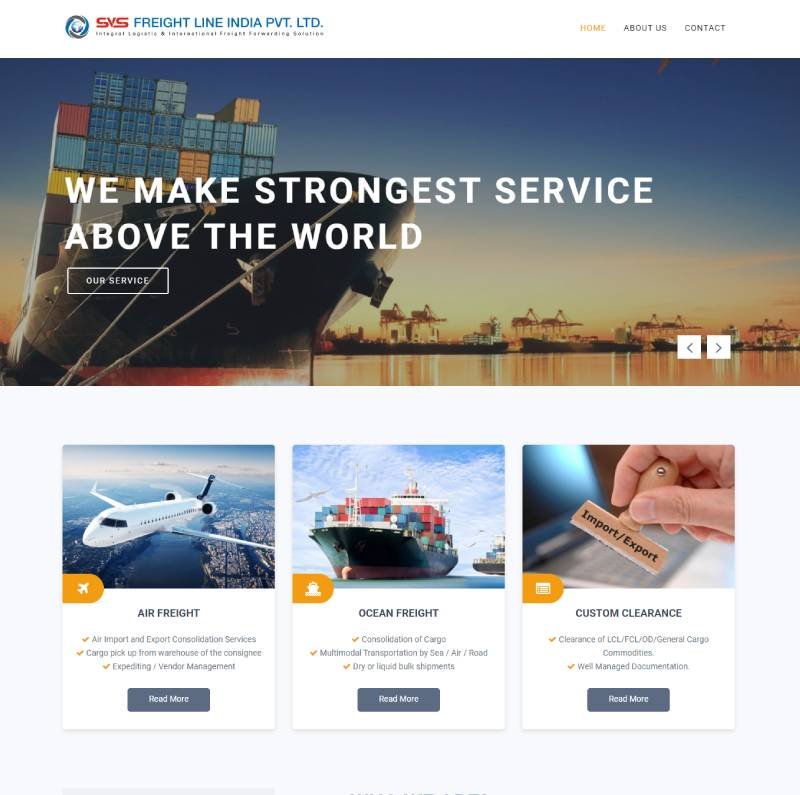 SVS FREIGHT LINE INDIA PVT. LTD.
Integral Logistic & International Freight Forwarding Solution
HOME ABOUT US CONTACT
WE MAKE STRONGEST SERVICE
ABOVE THE WORLD
OUR SERVICE
Import/Export
AIR FREIGHT
Air Import and Export Consolidation Services
Cargo pick up from warehouse of the consignee
Expediting / Vendor Management
Read More
OCEAN FREIGHT
Consolidation of Cargo
Multimodal Transportation by Sea / Air / Road
Dry or liquid bulk shipments
Read More
CUSTOM CLEARANCE
Clearance of LCL/FCL/OD/General Cargo
Commodities.
Well Managed Documentation.
Read More